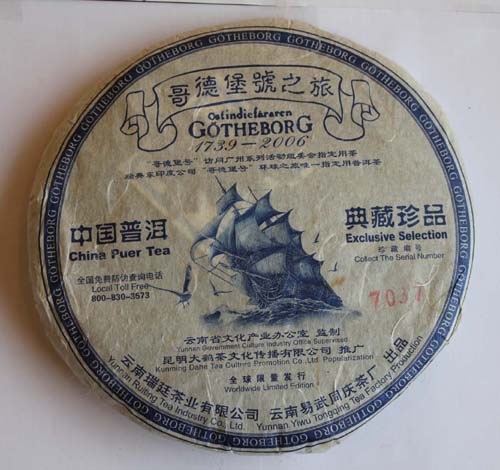 GOTHEBORG GÖTHEBORG GÖTHEBORG GÖTHEBORG
哥德堡號之旅
Ostindiefararen
GÖTHEBORG
1739-2006
"哥德堡号"访问广州系列活动组委会指定用茶
瑞典东印度公司"哥德堡号"环球之旅唯一指定用普洱茶
中国普洱
China Puer Tea
全国免费防伪查询电话
Local Toll Free
800-830-3573
典藏珍品
Exclusive Selection
珍藏编号
Collect The Serial Number
7037
云南省文化产业办公室 监制
Yunnan Government Culture Industry Office Supervised
昆明大鹤茶文化传播有限公司 推广
Kunming Dahe Tea Culture Promotion Co., Ltd. Popularization
全球限量发行
Worldwide Limited Edition
云南瑞廷茶业有限公司 云南易武同庆茶厂 出品
Yunnan Ruiting Tea Industry Co., Ltd. Yunnan Yiwu Tongqing Tea Factory Production